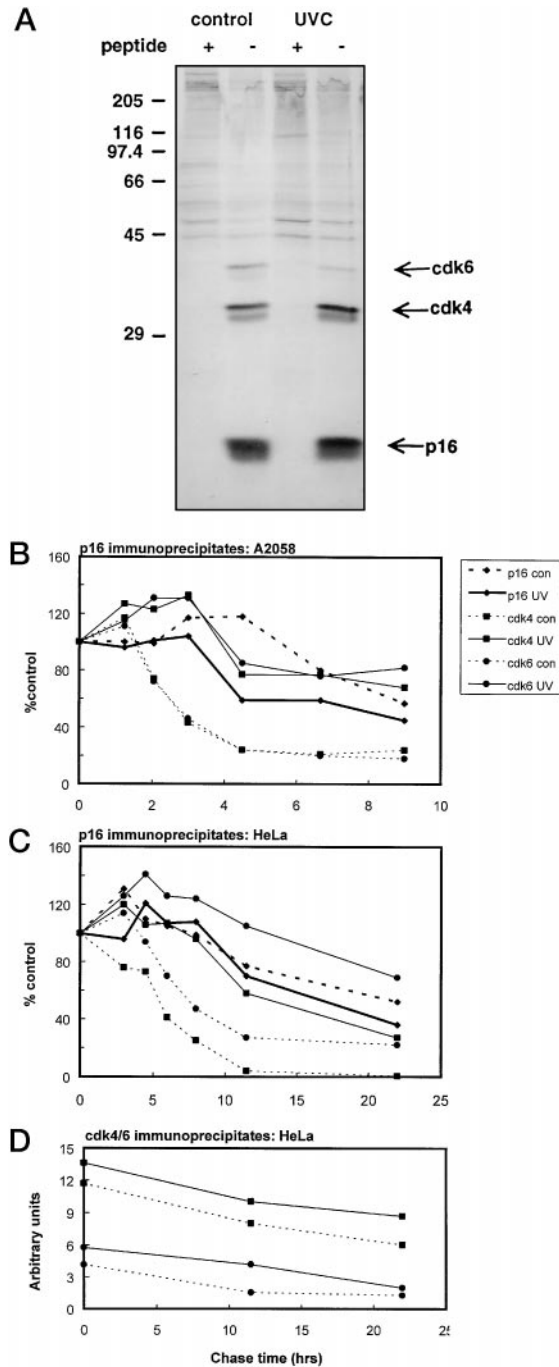 A
control UVC
peptide + - + -
205
116
97.4
66
45
29
cdk6
cdk4
p16
B
p16 immunoprecipitates: A2058
160
120
80
40
0
%control
0 2 4 6 8 10
p16 con
p16 UV
cdk4 con
cdk4 UV
cdk6 con
cdk6 UV
C
p16 immunoprecipitates: HeLa
160
120
80
40
0
% control
0 5 10 15 20 25
D
cdk4/6 immunoprecipitates: HeLa
15
12
9
6
3
0
Arbitrary units
0 5 10 15 20 25
Chase time (hrs)